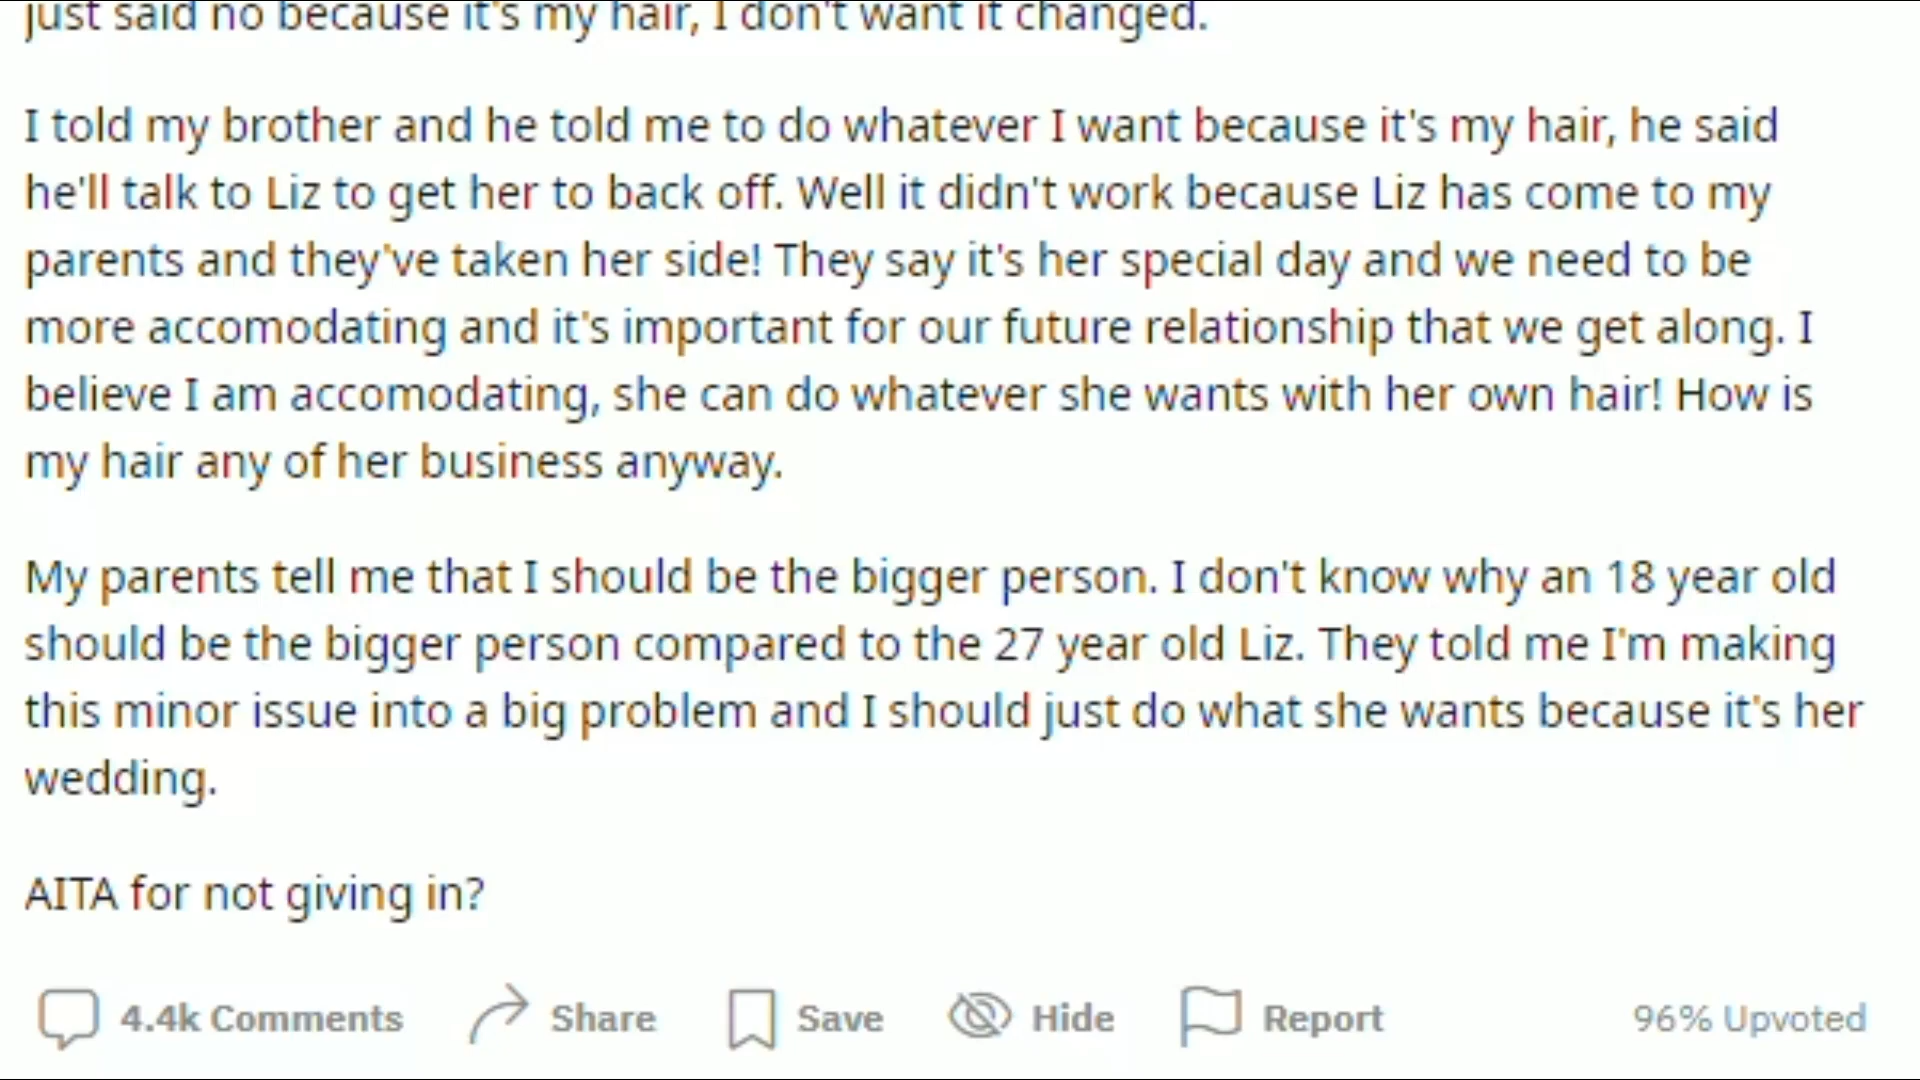 just said no because it's my hair, I don't want it changed.
I told my brother and he told me to do whatever I want because it's my hair, he said
he'll talk to Liz to get her to back off. Well it didn't work because Liz has come to my
parents and they've taken her side! They say it's her special day and we need to be
more accomodating and it's important for our future relationship that we get along. I
believe I am accomodating, she can do whatever she wants with her own hair! How is
my hair any of her business anyway.
My parents tell me that I should be the bigger person. I don't know why an 18 year old
should be the bigger person compared to the 27 year old Liz. They told me I'm making
this minor issue into a big problem and I should just do what she wants because it's her
wedding.
AITA for not giving in?
4.4k Comments Share Save Hide Report 96% Upvoted